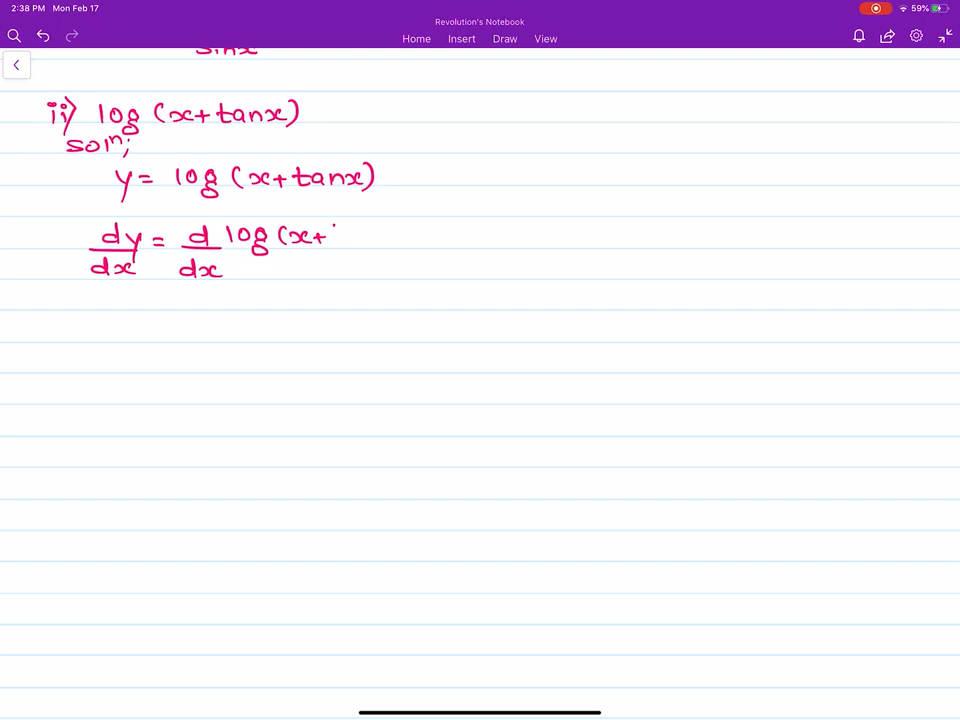 2:38 PM Mon Feb 17
59%
Revolution's Notebook
Home Insert Draw View
sinx
ii) log (x+tanx)
soln;
y = log (x+tanx)
dy/dx = d/dx log (x+